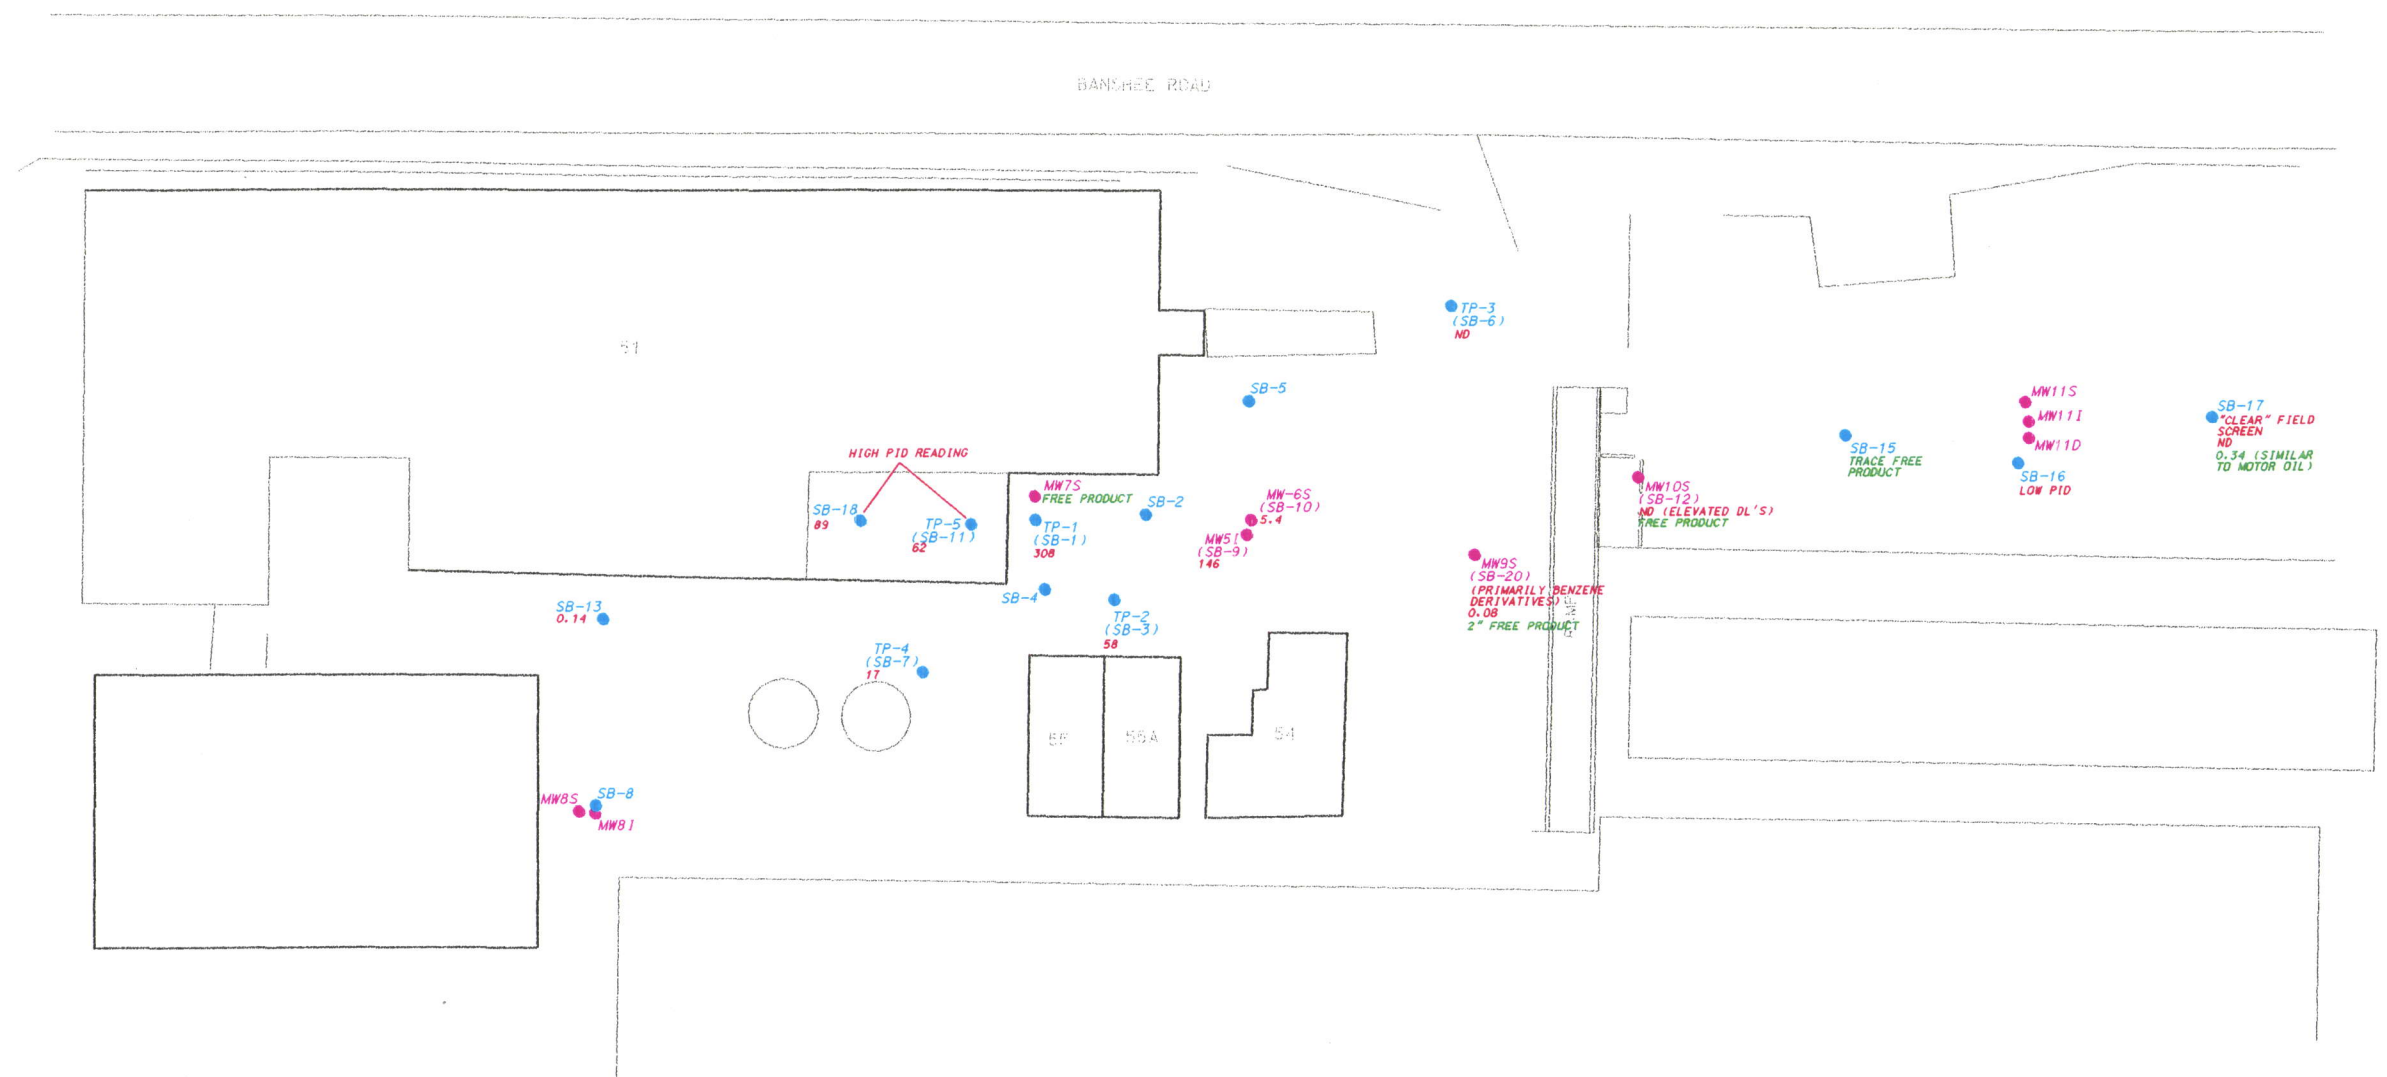 BANSHEE ROAD
51
TP-3
(SB-6)
ND
SB-5
HIGH PID READING
MW7S
FREE PRODUCT
SB-18
89
TP-5
(SB-11)
62
TP-1
(SB-1)
308
SB-2
MW-6S
(SB-10)
5.4
MW5I
(SB-9)
146
SB-4
TP-2
(SB-3)
58
SB-13
0.14
TP-4
(SB-7)
17
55A
54
MW8S
SB-8
MW8I
MW9S
(SB-20)
(PRIMARILY BENZENE
DERIVATIVES)
0.08
2" FREE PRODUCT
MW10S
(SB-12)
ND (ELEVATED DL'S)
FREE PRODUCT
SB-15
TRACE FREE
PRODUCT
MW11S
MW11I
MW11D
SB-16
LOW PID
SB-17
"CLEAR" FIELD
SCREEN
ND
0.34 (SIMILAR
TO MOTOR OIL)